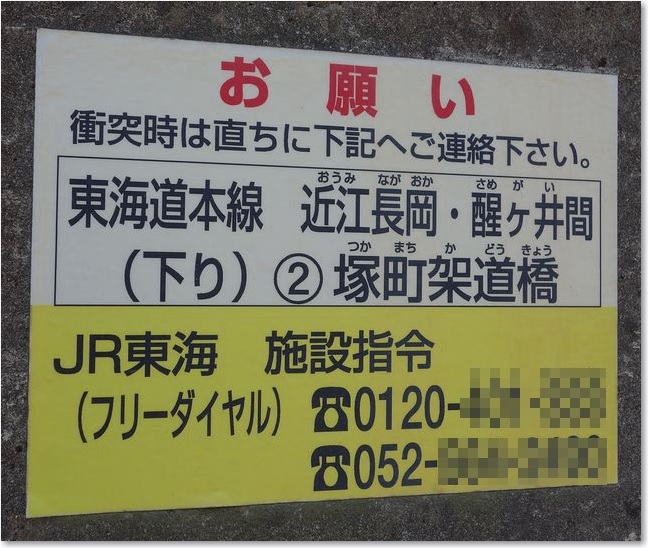 お願い
衝突時は直ちに下記へご連絡下さい。
おうみ ながおか さめがい
東海道本線 近江長岡・醒ヶ井間
つかまちかどうきょう
（下り）②塚町架道橋
JR東海 施設指令
（フリーダイヤル）☎0120-
☎052-